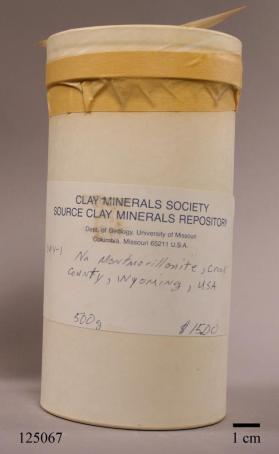 CLAY MINERALS SOCIETY
SOURCE CLAY MINERALS REPOSITORY
Dept. of Geology, University of Missouri
Columbia, Missouri 65211 U.S.A.
Na Montmorillonite, Crook
County, Wyoming, USA
500g $15.00
125067 1 cm